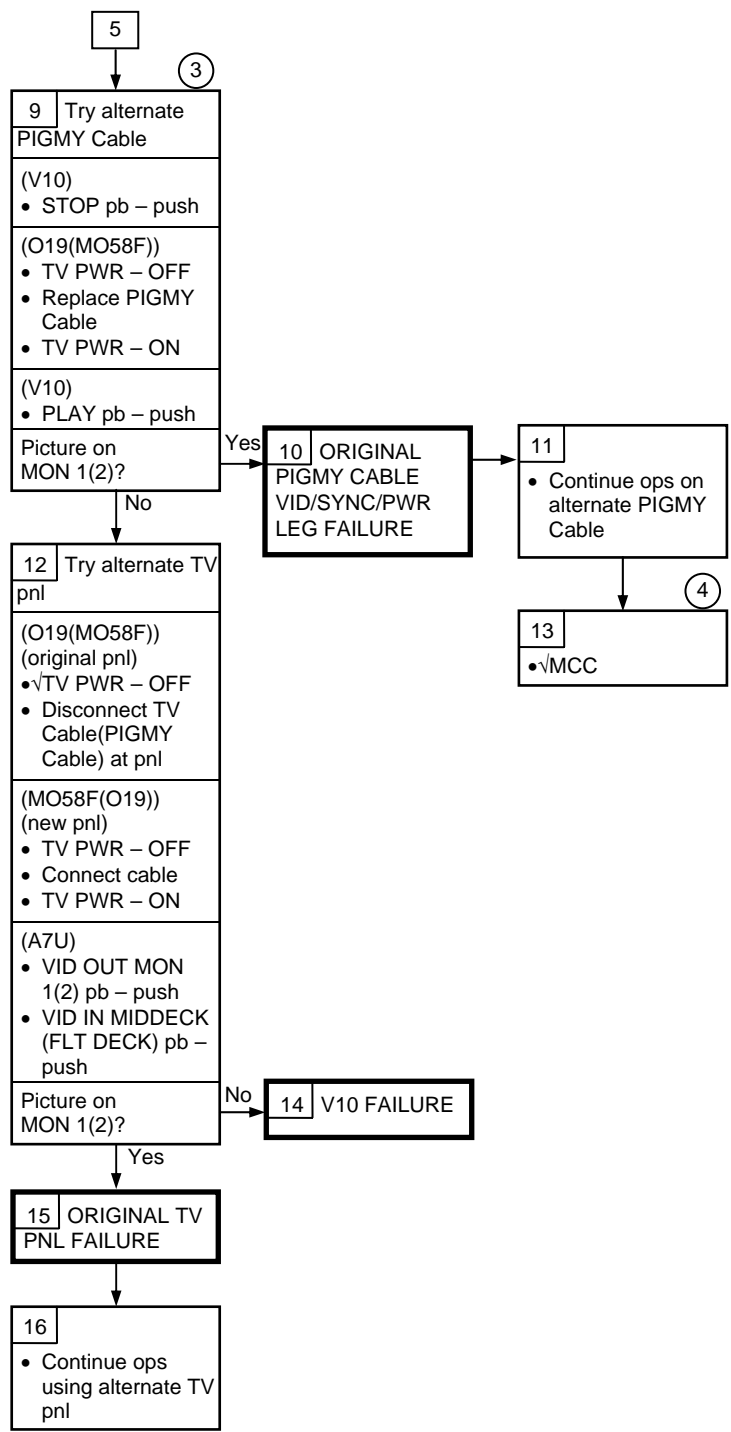 5
3
9 Try alternate
PIGMY Cable
(V10)
• STOP pb – push
(O19(MO58F))
• TV PWR – OFF
• Replace PIGMY
Cable
• TV PWR – ON
(V10)
• PLAY pb – push
Picture on
MON 1(2)?
Yes
No
10 ORIGINAL
PIGMY CABLE
VID/SYNC/PWR
LEG FAILURE
11
• Continue ops on
alternate PIGMY
Cable
4
13
•√MCC
12 Try alternate TV
pnl
(O19(MO58F))
(original pnl)
•√TV PWR – OFF
• Disconnect TV
Cable(PIGMY
Cable) at pnl
(MO58F(O19))
(new pnl)
• TV PWR – OFF
• Connect cable
• TV PWR – ON
(A7U)
• VID OUT MON
1(2) pb – push
• VID IN MIDDECK
(FLT DECK) pb –
push
Picture on
MON 1(2)?
No
Yes
14 V10 FAILURE
15 ORIGINAL TV
PNL FAILURE
16
• Continue ops
using alternate TV
pnl